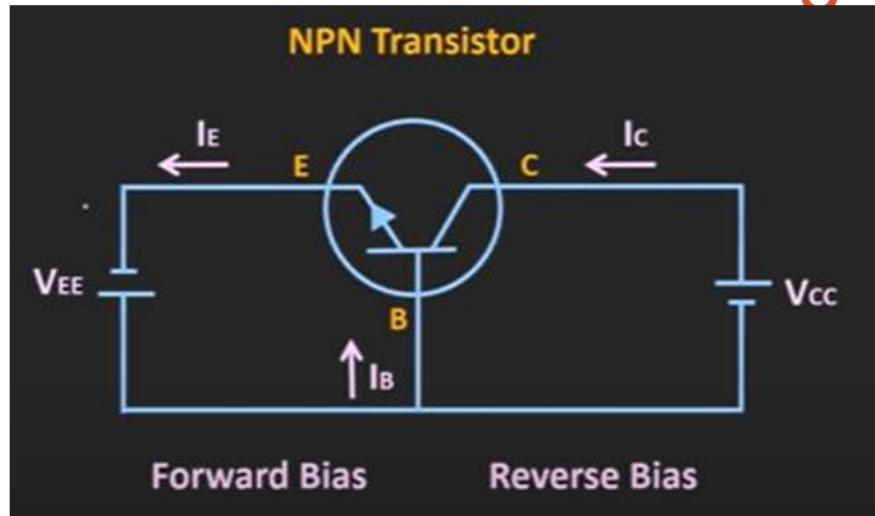 NPN Transistor
IE
IC
E
C
VEE
VCC
B
IB
Forward Bias
Reverse Bias